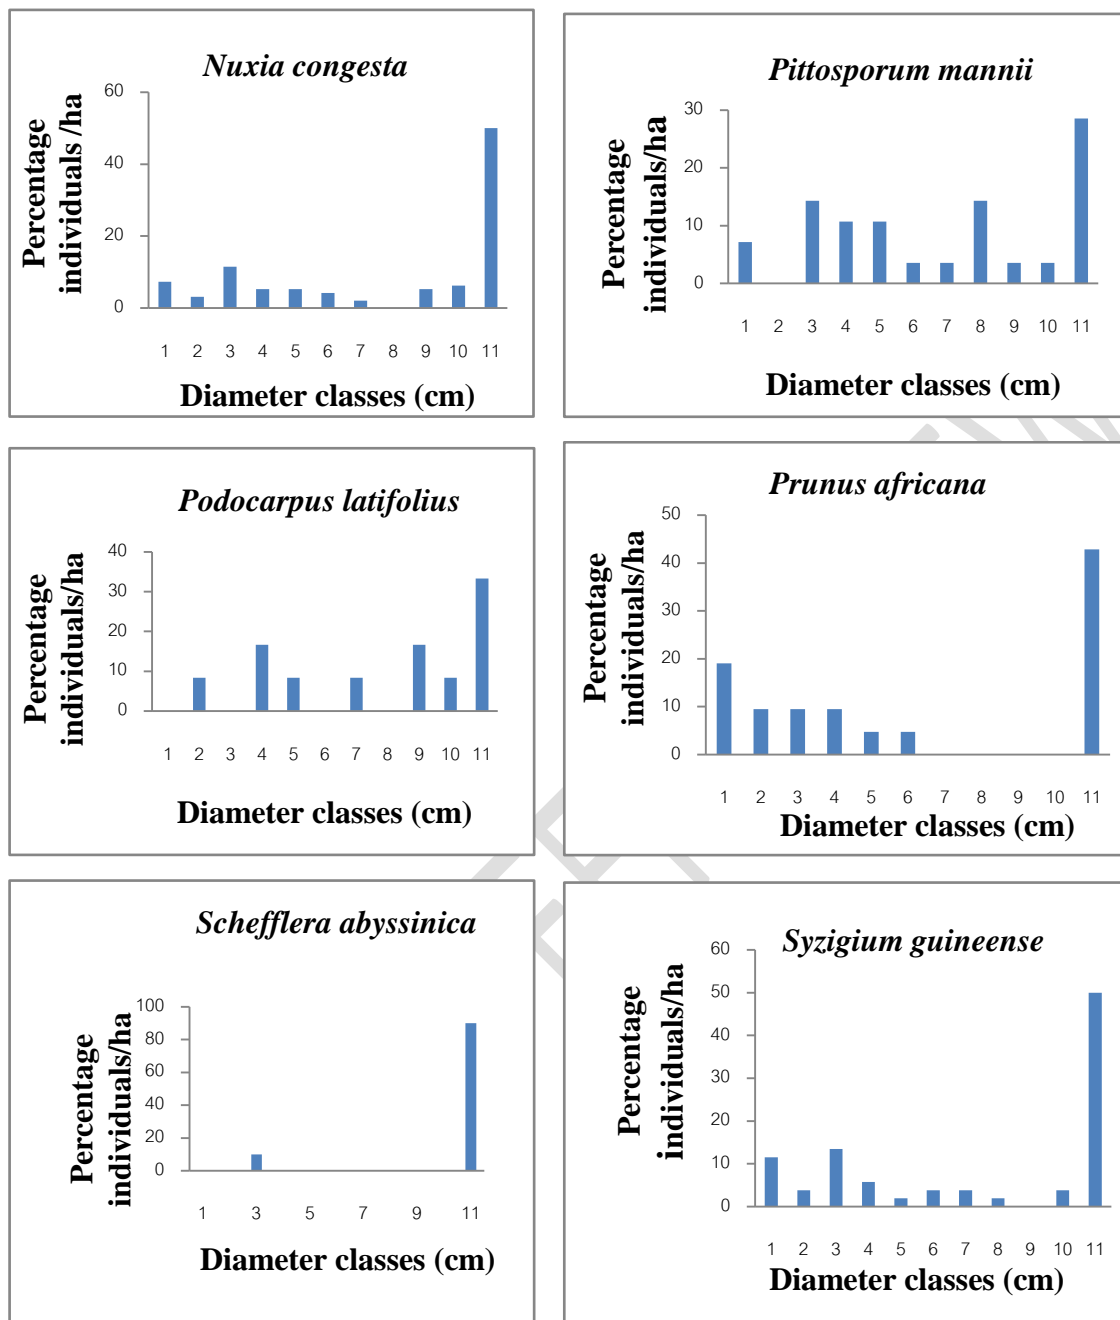 Nuxia congesta
Percentage
individuals /ha
60
40
20
0
1 2 3 4 5 6 7 8 9 10 11
Diameter classes (cm)
Pittosporum mannii
Percentage
individuals/ha
30
20
10
0
1 2 3 4 5 6 7 8 9 10 11
Diameter classes (cm)
Podocarpus latifolius
Percentage
individuals/ha
40
30
20
10
0
1 2 3 4 5 6 7 8 9 10 11
Diameter classes (cm)
Prunus africana
Percentage
individuals/ha
50
40
30
20
10
0
1 2 3 4 5 6 7 8 9 10 11
Diameter classes (cm)
Schefflera abyssinica
Percentage
individuals/ha
100
80
60
40
20
0
1 3 5 7 9 11
Diameter classes (cm)
Syzigium guineense
Percentage
individuals/ha
60
50
40
30
20
10
0
1 2 3 4 5 6 7 8 9 10 11
Diameter classes (cm)